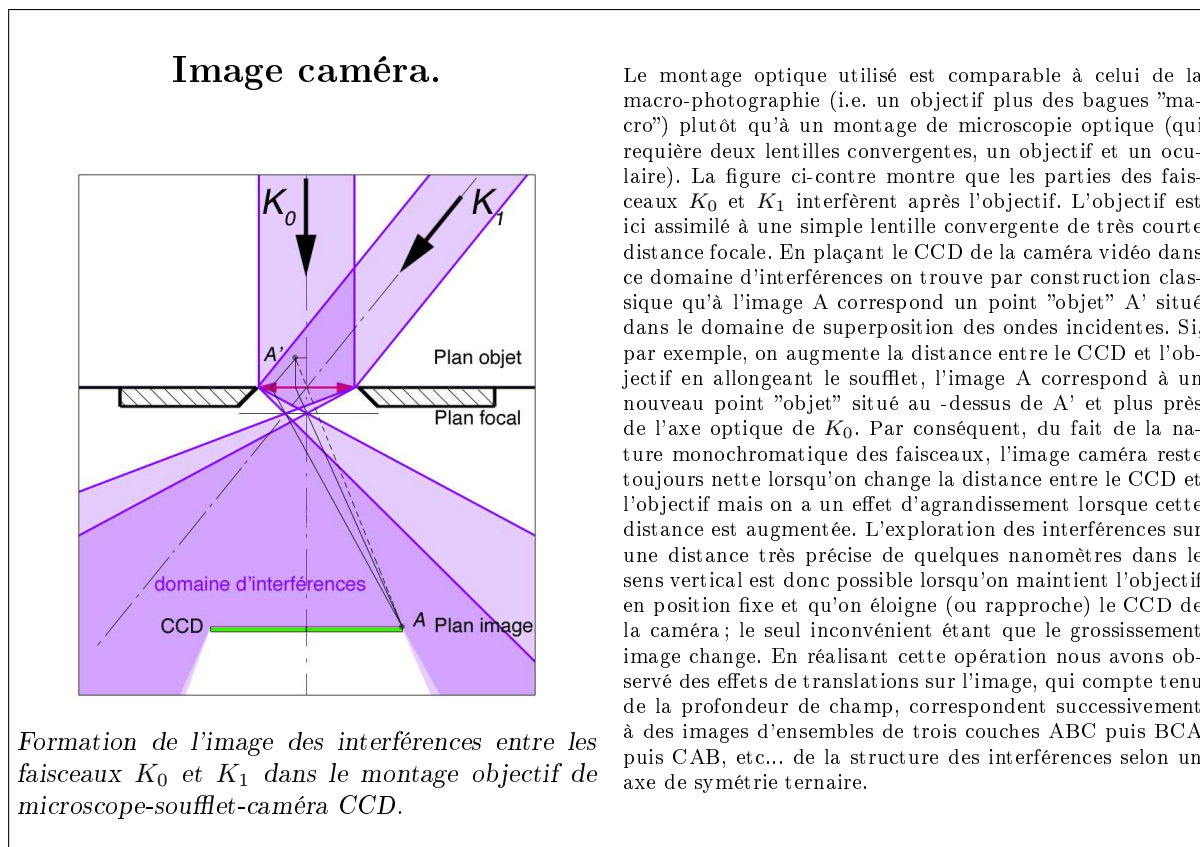 Image caméra.
K0
K1
A'
Plan objet
Plan focal
domaine d'interférences
CCD
A
Plan image
Formation de l'image des interférences entre les
faisceaux K0 et K1 dans le montage objectif de
microscope-soufflet-caméra CCD.
Le montage optique utilisé est comparable à celui de la
macro-photographie (i.e. un objectif plus des bagues "ma-
cro") plutôt qu'à un montage de microscopie optique (qui
requière deux lentilles convergentes, un objectif et un ocu-
laire). La figure ci-contre montre que les parties des fais-
ceaux K0 et K1 interfèrent après l'objectif. L'objectif est
ici assimilé à une simple lentille convergente de très courte
distance focale. En plaçant le CCD de la caméra vidéo dans
ce domaine d'interférences on trouve par construction clas-
sique qu'à l'image A correspond un point "objet" A' situé
dans le domaine de superposition des ondes incidentes. Si,
par exemple, on augmente la distance entre le CCD et l'ob-
jectif en allongeant le soufflet, l'image A correspond à un
nouveau point "objet" situé au -dessus de A' et plus près
de l'axe optique de K0. Par conséquent, du fait de la na-
ture monochromatique des faisceaux, l'image caméra reste
toujours nette lorsqu'on change la distance entre le CCD et
l'objectif mais on a un effet d'agrandissement lorsque cette
distance est augmentée. L'exploration des interférences sur
une distance très précise de quelques nanomètres dans le
sens vertical est donc possible lorsqu'on maintient l'objectif
en position fixe et qu'on éloigne (ou rapproche) le CCD de
la caméra ; le seul inconvénient étant que le grossissement
image change. En réalisant cette opération nous avons ob-
servé des effets de translations sur l'image, qui compte tenu
de la profondeur de champ, correspondent successivement
à des images d'ensembles de trois couches ABC puis BCA
puis CAB, etc... de la structure des interférences selon un
axe de symétrie ternaire.